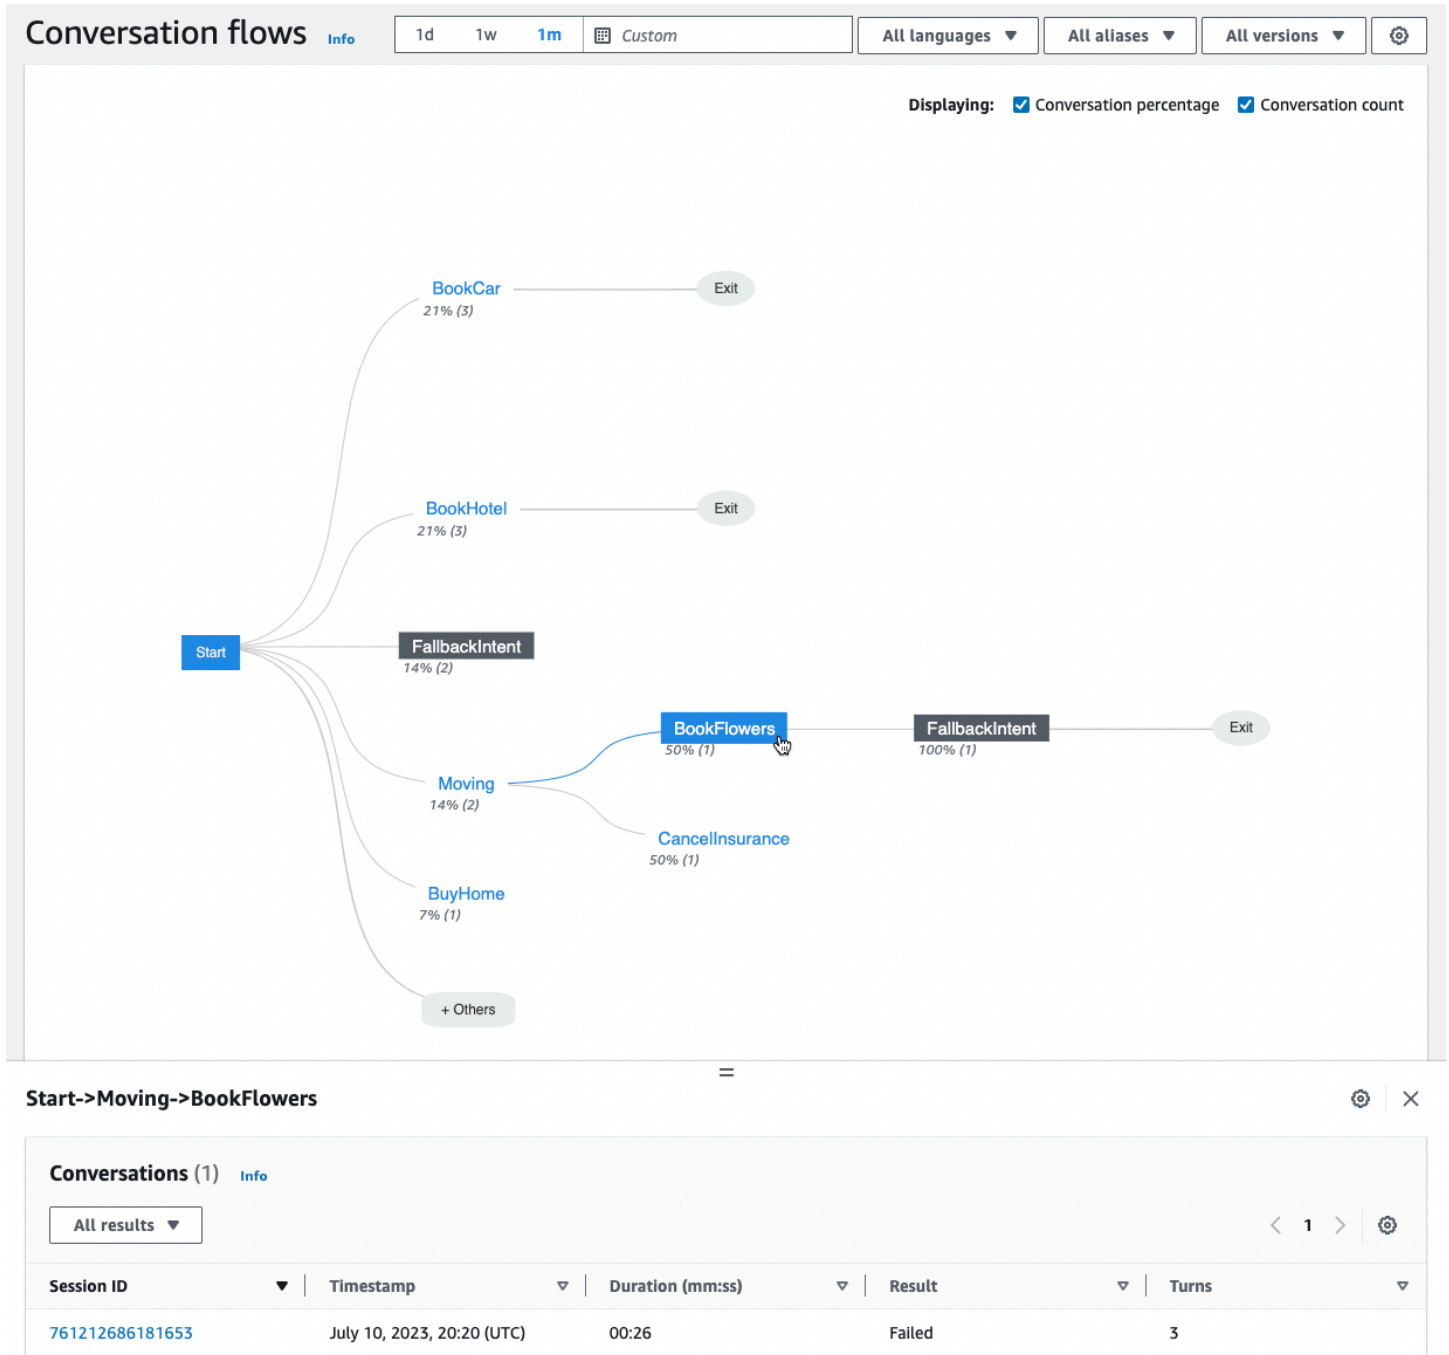 Conversation flows Info 1d 1w 1m Custom All languages All aliases All versions
Displaying: Conversation percentage Conversation count
BookCar Exit
21% (3)
BookHotel Exit
21% (3)
Start FallbackIntent
14% (2)
BookFlowers FallbackIntent Exit
50% (1) 100% (1)
Moving
14% (2)
CancelInsurance
50% (1)
BuyHome
7% (1)
+ Others
Start->Moving->BookFlowers
Conversations (1) Info
All results 1
Session ID Timestamp Duration (mm:ss) Result Turns
761212686181653 July 10, 2023, 20:20 (UTC) 00:26 Failed 3